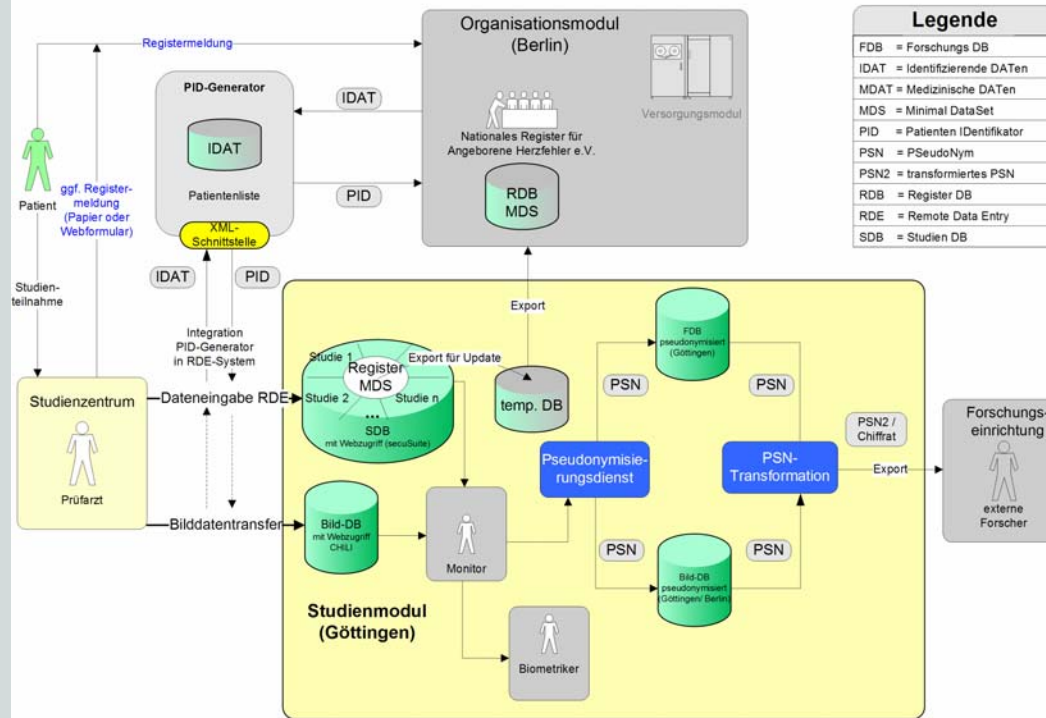 Organisationsmodul
(Berlin)
Versorgungsmodul
Nationales Register für
Angeborene Herzfehler e.V.
RDB
MDS
Registermeldung
PID-Generator
IDAT
Patientenliste
XML-
Schnittstelle
IDAT
PID
IDAT
PID
Integration
PID-Generator
in RDE-System
Patient
ggf. Register-
meldung
(Papier oder
Webformular)
Studien-
teilnahme
Studienzentrum
Prüfarzt
Dateneingabe RDE
Bilddatentransfer
Studie 1
Register
MDS
Studie 2
Studie n
...
SDB
mit Webzugriff (secuSuite)
Export für Update
Export
temp. DB
Bild-DB
mit Webzugriff
CHILI
Monitor
Biometriker
Studienmodul
(Göttingen)
Pseudonymisie-
rungsdienst
PSN
PSN
FDB
pseudonymisiert
(Göttingen)
Bild-DB
pseudonymisiert
(Göttingen/ Berlin)
PSN
PSN
PSN-
Transformation
PSN2 /
Chiffrat
Export
Forschungs-
einrichtung
externe
Forscher
Legende
FDB = Forschungs DB
IDAT = Identifizierende DATen
MDAT = Medizinische DATen
MDS = Minimal DataSet
PID = Patienten IDentifikator
PSN = PSeudoNym
PSN2 = transformiertes PSN
RDB = Register DB
RDE = Remote Data Entry
SDB = Studien DB